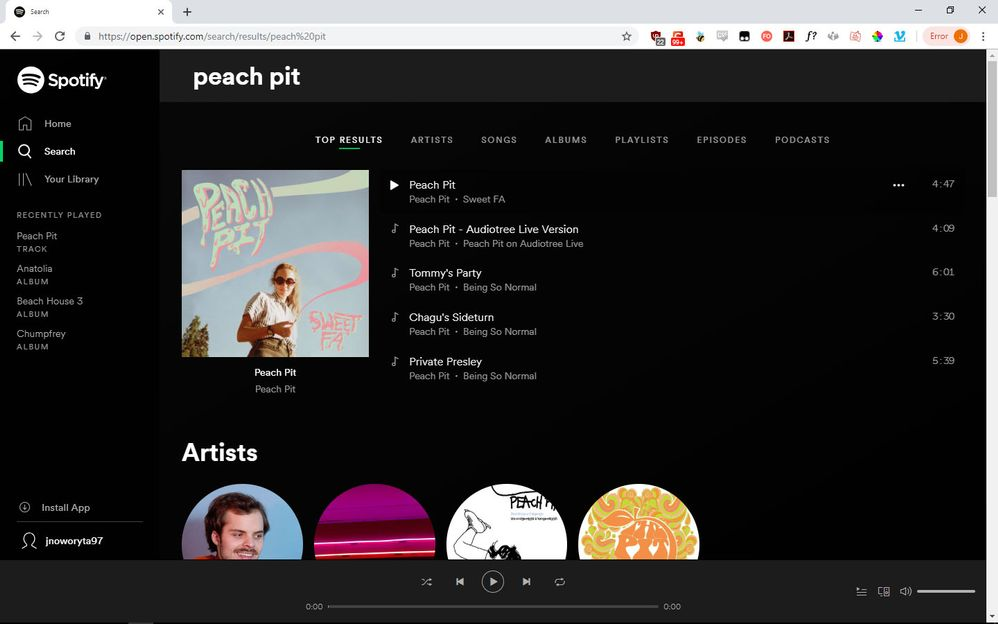 Search
https://open.spotify.com/search/results/peach%20pit
22
99+
FO
f?
Error
J
Spotify
peach pit
Home
Search
Your Library
RECENTLY PLAYED
Peach Pit
TRACK
Anatolia
ALBUM
Beach House 3
ALBUM
Chumpfrey
ALBUM
Install App
jnoworyta97
TOP RESULTS
ARTISTS
SONGS
ALBUMS
PLAYLISTS
EPISODES
PODCASTS
PEACH
PIT
SWEET
FA
Peach Pit
Peach Pit
Peach Pit
4:47
Peach Pit • Sweet FA
Peach Pit - Audiotree Live Version
4:09
Peach Pit • Peach Pit on Audiotree Live
Tommy's Party
6:01
Peach Pit • Being So Normal
Chagu's Sideturn
3:30
Peach Pit • Being So Normal
Private Presley
5:39
Peach Pit • Being So Normal
Artists
PEACH
PIT
0:00
0:00